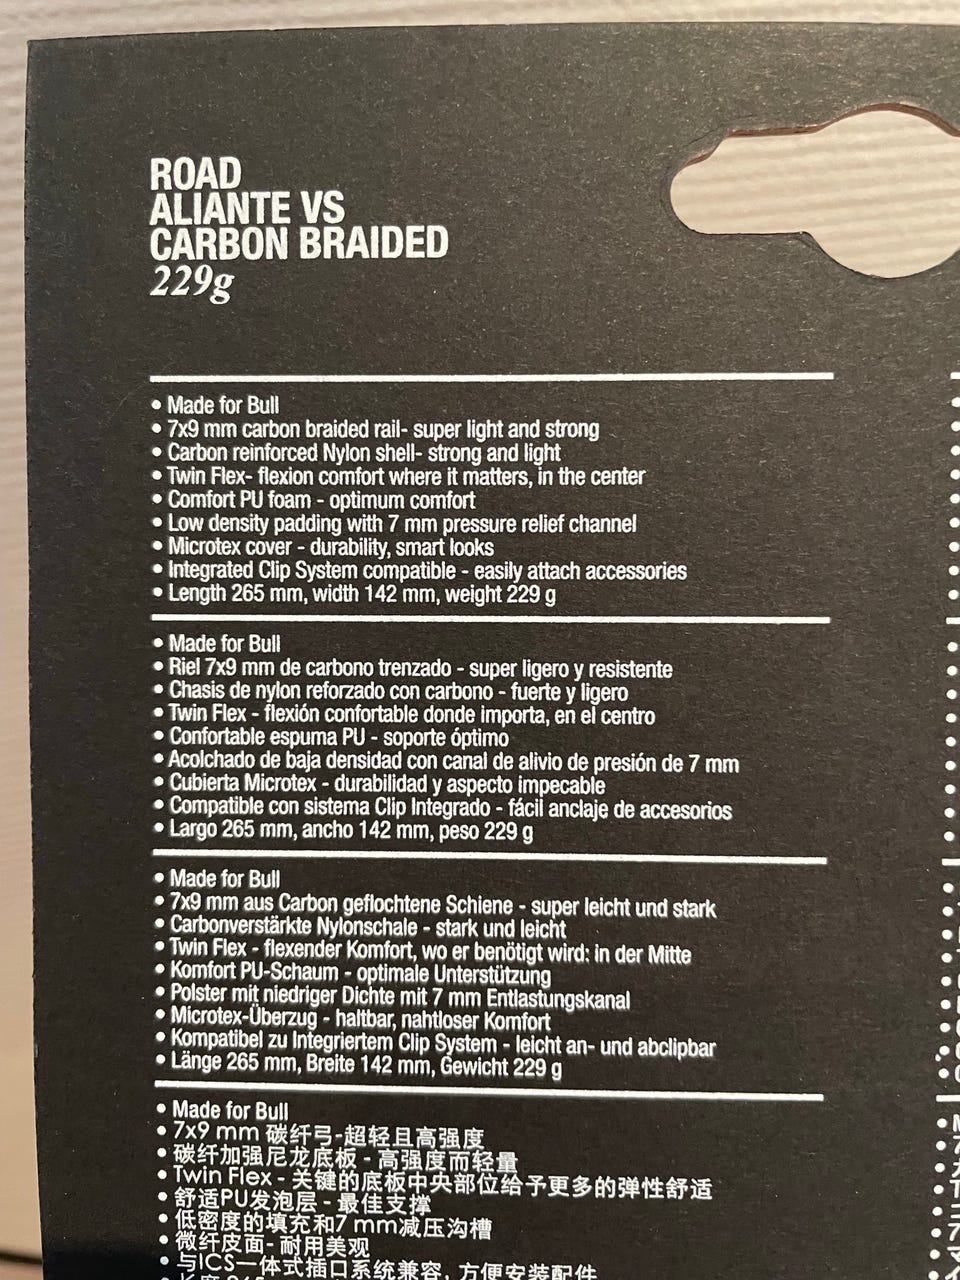 ROAD
ALIANTE VS
CARBON BRAIDED
229g
• Made for Bull
• 7x9 mm carbon braided rail- super light and strong
• Carbon reinforced Nylon shell- strong and light
• Twin Flex- flexion comfort where it matters, in the center
• Comfort PU foam - optimum comfort
• Low density padding with 7 mm pressure relief channel
• Microtex cover - durability, smart looks
• Integrated Clip System compatible - easily attach accessories
• Length 265 mm, width 142 mm, weight 229 g
• Made for Bull
• Riel 7x9 mm de carbono trenzado - super ligero y resistente
• Chasis de nylon reforzado con carbono - fuerte y ligero
• Twin Flex - flexión confortable donde importa, en el centro
• Confortable espuma PU - soporte óptimo
• Acolchado de baja densidad con canal de alivio de presión de 7 mm
• Cubierta Microtex - durabilidad y aspecto impecable
• Compatible con sistema Clip Integrado - fácil anclaje de accesorios
• Largo 265 mm, ancho 142 mm, peso 229 g
• Made for Bull
• 7x9 mm aus Carbon geflochtene Schiene - super leicht und stark
• Carbonverstärkte Nylonschale - stark und leicht
• Twin Flex - flexender Komfort, wo er benötigt wird: in der Mitte
• Komfort PU-Schaum - optimale Unterstützung
• Polster mit niedriger Dichte mit 7 mm Entlastungskanal
• Microtex-Überzug - haltbar, nahtloser Komfort
• Kompatibel zu Integriertem Clip System - leicht an- und abclipbar
• Länge 265 mm, Breite 142 mm, Gewicht 229 g
• Made for Bull
• 7x9 mm 碳纤弓-超轻且高强度
• 碳纤加强尼龙底板 - 高强度而轻量
• Twin Flex - 关键的底板中央部位给予更多的弹性舒适
• 舒适PU发泡层 - 最佳支撑
• 低密度的填充和7 mm减压沟槽
• 微纤皮面- 耐用美观
• 与ICS一体式插口系统兼容, 方便安装配件